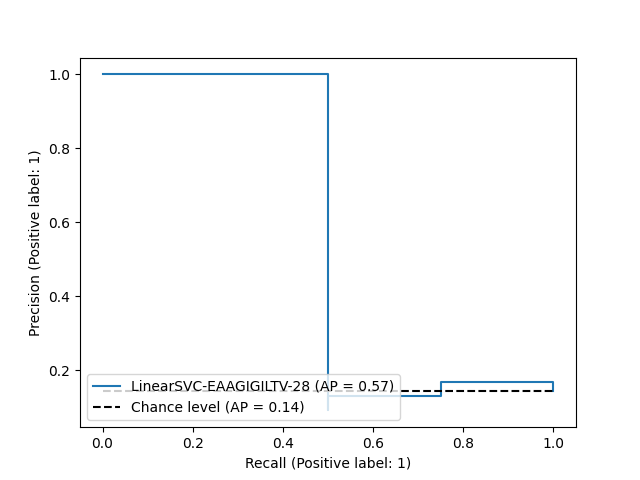 1.0
0.8
0.6
0.4
0.2
Precision (Positive label: 1)
LinearSVC-EAAGIGILTV-28 (AP = 0.57)
Chance level (AP = 0.14)
0.0 0.2 0.4 0.6 0.8 1.0
Recall (Positive label: 1)